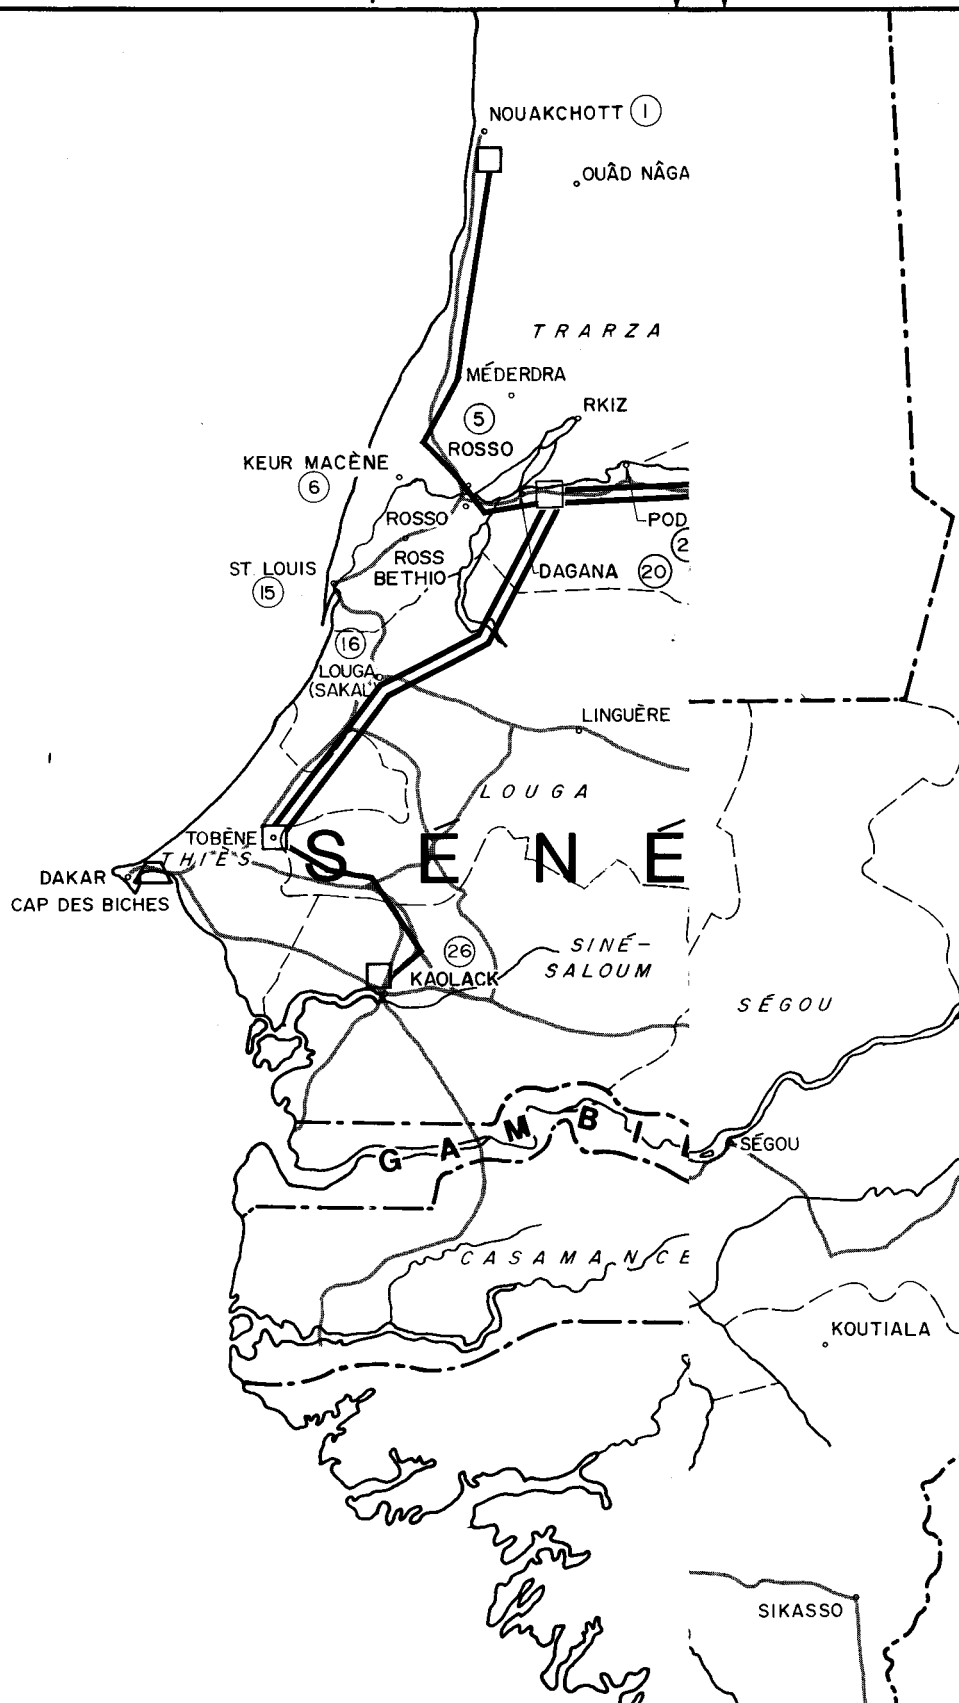 NOUAKCHOTT 1
OUÂD NÂGA
TRARZA
MÉDERDRA
RKIZ
5
ROSSO
KEUR MACÈNE
6
ROSSO
POD
2
ROSS
BETHIO
ST. LOUIS
15
DAGANA 20
16
LOUGA
(SAKAL)
LINGUÈRE
LOUGA
TOBÈNE
SENÉ
THIÈS
DAKAR
CAP DES BICHES
26
KAOLACK
SINÉ-
SALOUM
SÉGOU
GAMBI
SÉGOU
CASAMANCE
KOUTIALA
SIKASSO